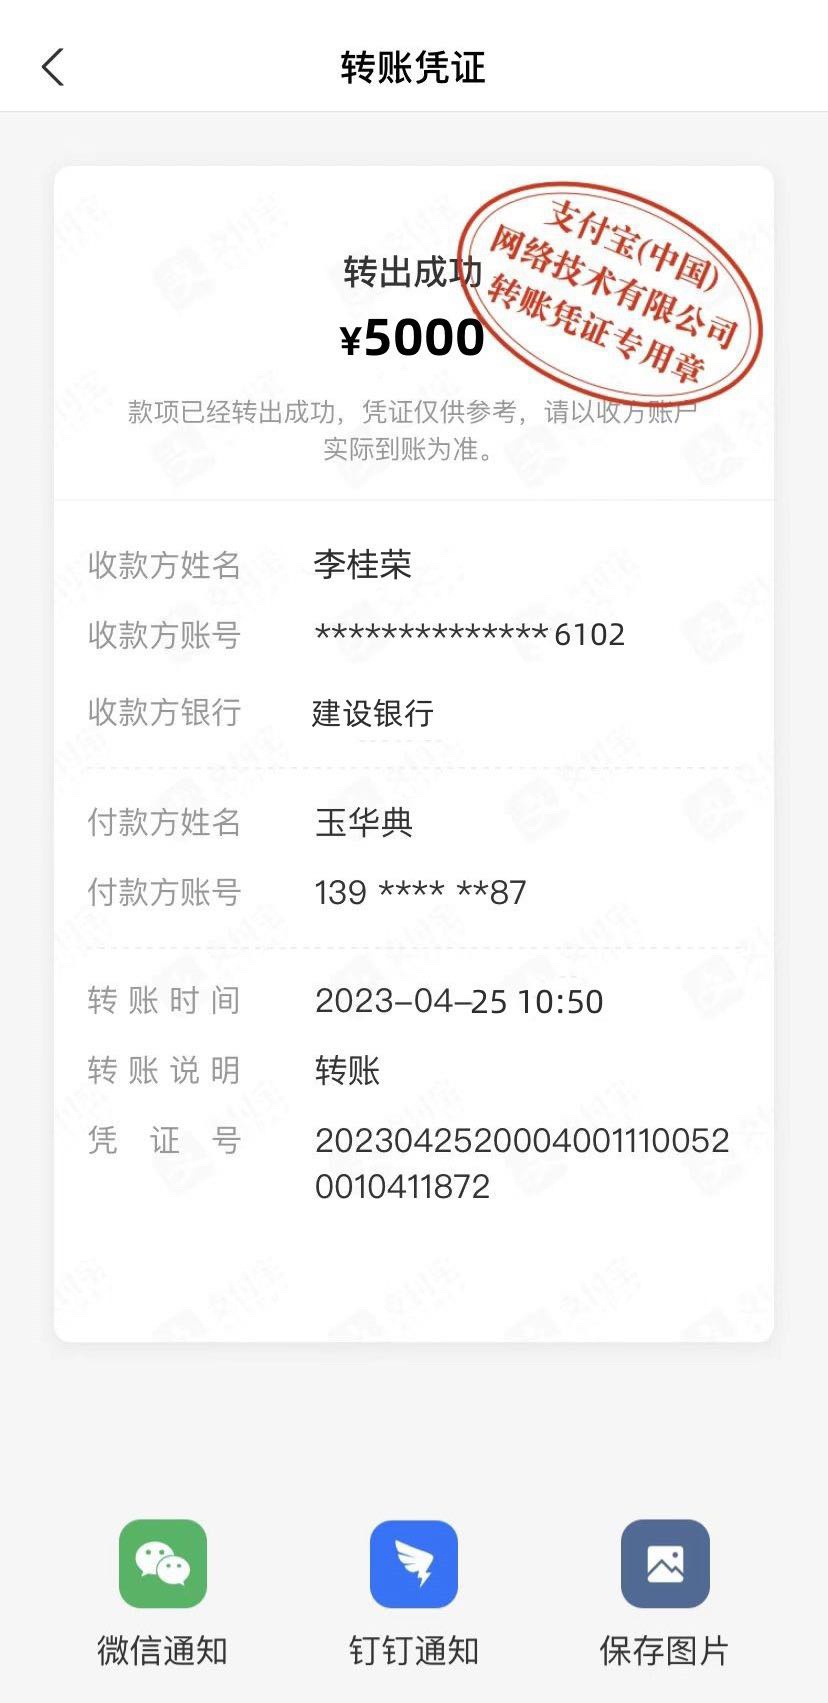 转账凭证
支付宝(中国)
网络技术有限公司
转账凭证专用章
转出成功
¥5000
款项已经转出成功，凭证仅供参考，请以收方账户
实际到账为准。
收款方姓名 李桂荣
收款方账号 **************6102
收款方银行 建设银行
付款方姓名 玉华典
付款方账号 139 **** **87
转账时间 2023-04-25 10:50
转账说明 转账
凭证号 2023042520004001110052
0010411872
微信通知 钉钉通知 保存图片